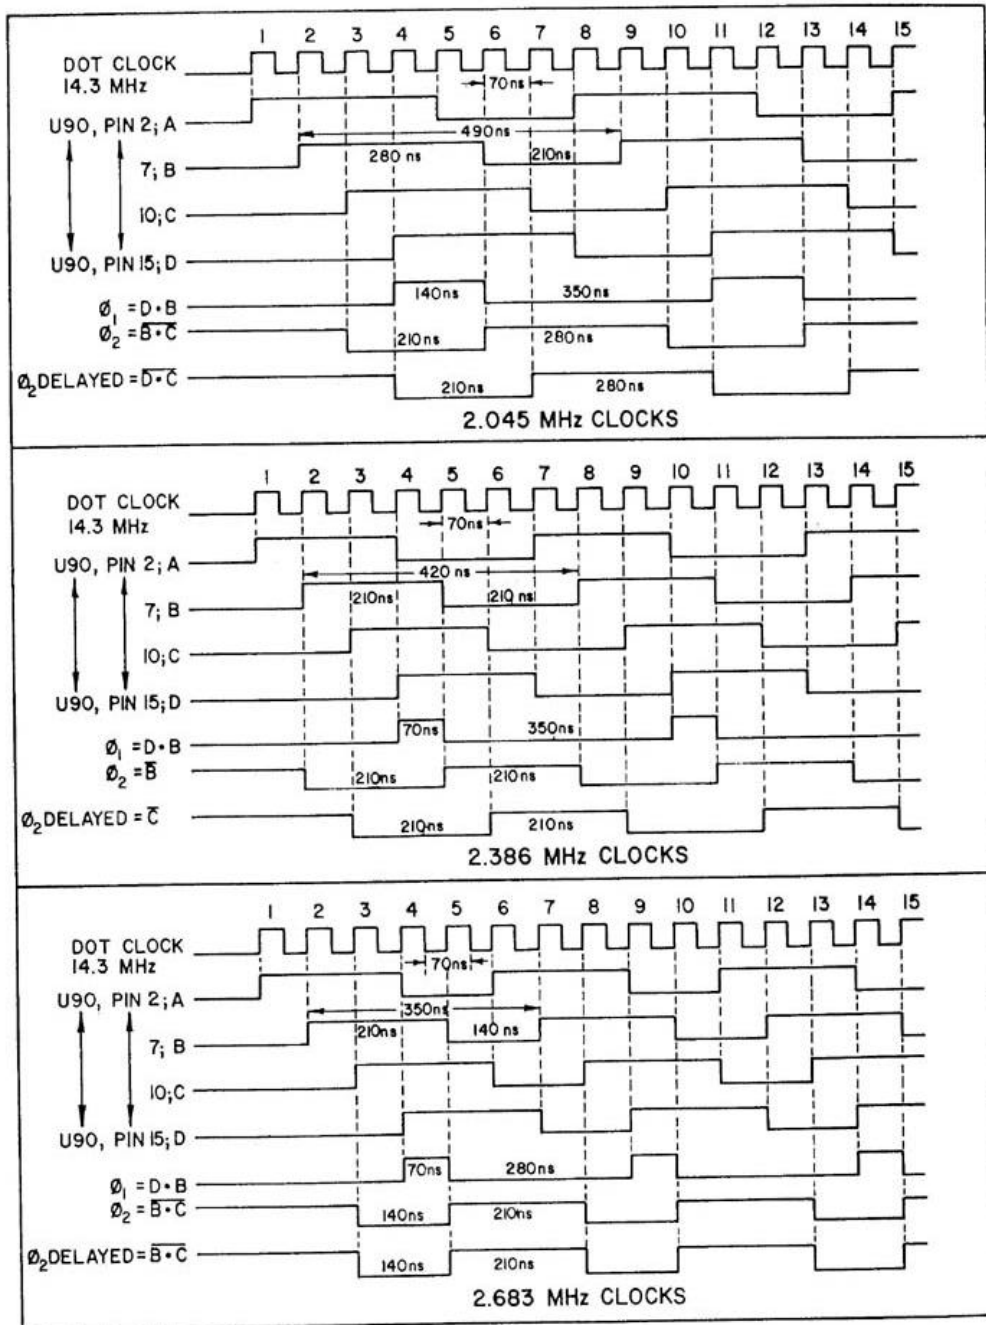 1 2 3 4 5 6 7 8 9 10 11 12 13 14 15
DOT CLOCK
14.3 MHz
70ns
U90, PIN 2; A
490ns
7; B
280 ns
210ns
10; C
U90, PIN 15; D
Ø₁ = D • B
140ns
350ns
Ø₂ = B̅ •̅ C̅
210ns
280ns
Ø₂ DELAYED = D̅ •̅ C̅
210ns
280ns
2.045 MHz CLOCKS
1 2 3 4 5 6 7 8 9 10 11 12 13 14 15
DOT CLOCK
14.3 MHz
70ns
U90, PIN 2; A
420 ns
7; B
210ns
210 ns
10; C
U90, PIN 15; D
Ø₁ = D • B
70ns
350ns
Ø₂ = B̅
210ns
210ns
Ø₂ DELAYED = C̅
210ns
210ns
2.386 MHz CLOCKS
1 2 3 4 5 6 7 8 9 10 11 12 13 14 15
DOT CLOCK
14.3 MHz
70ns
U90, PIN 2; A
350ns
7; B
210ns
140 ns
10; C
U90, PIN 15; D
Ø₁ = D • B
70ns
280ns
Ø₂ = B̅ •̅ C̅
140ns
210ns
Ø₂ DELAYED = B̅ •̅ C̅
140ns
210ns
2.683 MHz CLOCKS